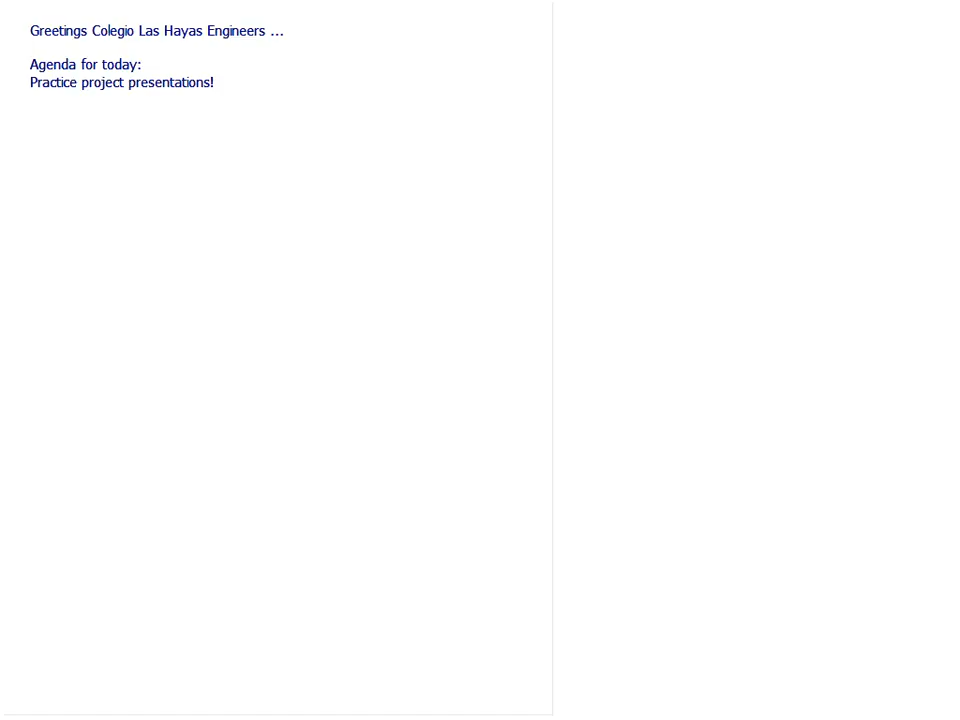 Greetings Colegio Las Hayas Engineers ...
Agenda for today:
Practice project presentations!